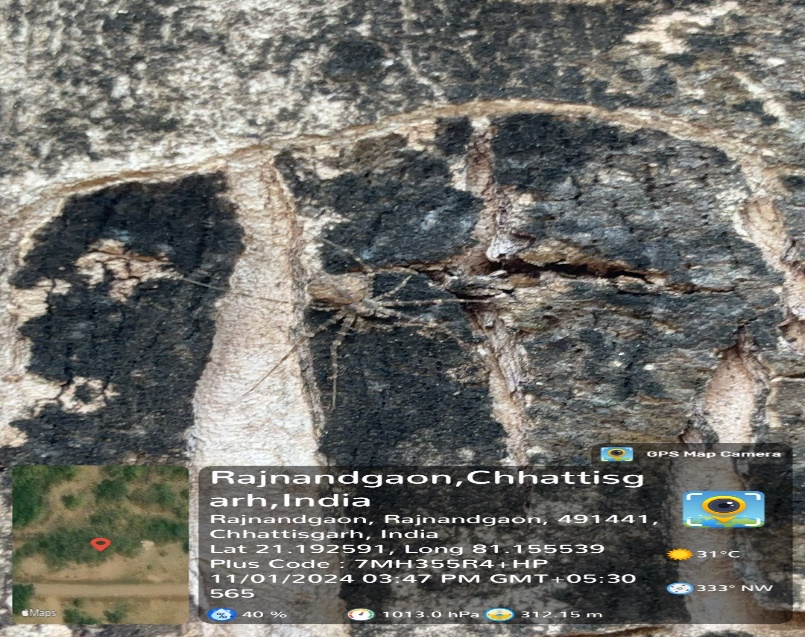 GPS Map Camera
Rajnandgaon,Chhattisg
arh,India
Rajnandgaon, Rajnandgaon, 491441,
Chhattisgarh, India
Lat 21.192591, Long 81.155539
Plus Code : 7MH355R4+HP
11/01/2024 03:47 PM GMT+05:30
565
31°C
333° NW
40 %
1013.0 hPa
312.15 m
Maps